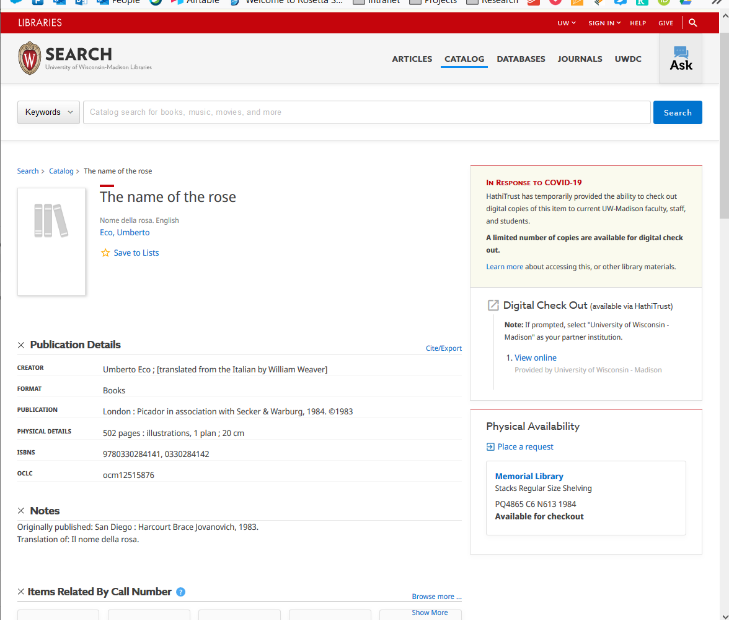 People
Airtable
Welcome to Rosetta S...
Intranet
Projects
Research
LIBRARIES
UW
SIGN IN
HELP
GIVE
SEARCH
University of Wisconsin-Madison Libraries
ARTICLES
CATALOG
DATABASES
JOURNALS
UWDC
Ask
Keywords
Catalog search for books, music, movies, and more
Search
Search > Catalog > The name of the rose
The name of the rose
Nome della rosa. English
Eco, Umberto
Save to Lists
Publication Details
Cite/Export
CREATOR
Umberto Eco ; [translated from the Italian by William Weaver]
FORMAT
Books
PUBLICATION
London : Picador in association with Secker & Warburg, 1984. ©1983
PHYSICAL DETAILS
502 pages : illustrations, 1 plan ; 20 cm
ISBNS
9780330284141, 0330284142
OCLC
ocm12515876
Notes
Originally published: San Diego : Harcourt Brace Jovanovich, 1983.
Translation of: Il nome della rosa.
Items Related By Call Number
Browse more ...
Show More
IN RESPONSE TO COVID-19
HathiTrust has temporarily provided the ability to check out
digital copies of this item to current UW-Madison faculty, staff,
and students.
A limited number of copies are available for digital check
out.
Learn more about accessing this, or other library materials.
Digital Check Out (available via HathiTrust)
Note: If prompted, select "University of Wisconsin -
Madison" as your partner institution.
1. View online
Provided by University of Wisconsin - Madison
Physical Availability
Place a request
Memorial Library
Stacks Regular Size Shelving
PQ4865 C6 N613 1984
Available for checkout